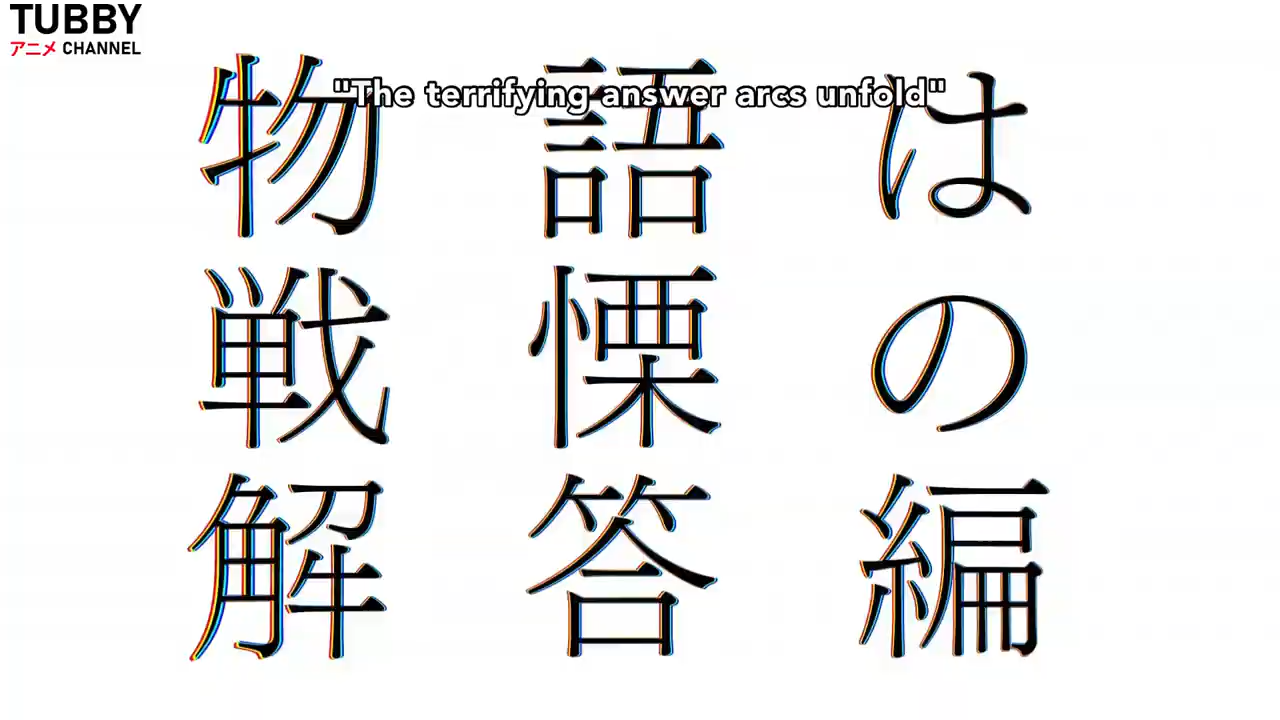 TUBBY
アニメ CHANNEL
"The terrifying answer arcs unfold"
物語は
戦慄の
解答編